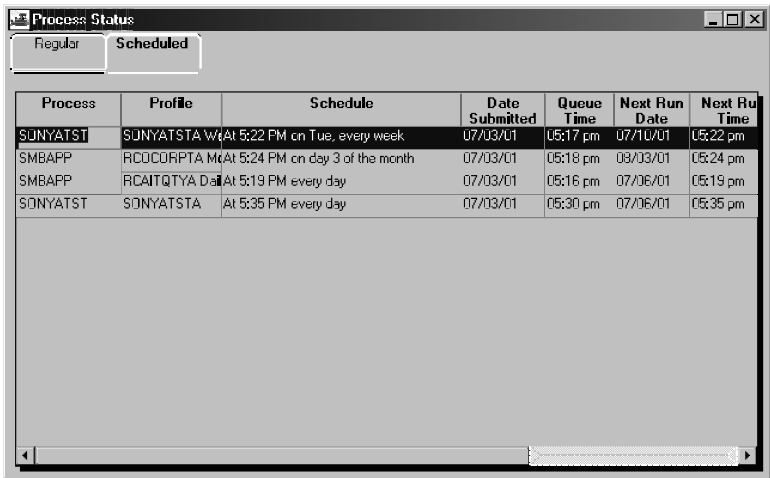 Process Status
Regular Scheduled
Process Profile Schedule Date Submitted Queue Time Next Run Date Next Ru Time
SONYATST SONYATSTA We At 5:22 PM on Tue, every week 07/03/01 05:17 pm 07/10/01 05:22 pm
SMBAPP RCOCORPTA Mo At 5:24 PM on day 3 of the month 07/03/01 05:18 pm 08/03/01 05:24 pm
SMBAPP RCAITQTYA Dail At 5:19 PM every day 07/03/01 05:16 pm 07/06/01 05:19 pm
SONYATST SONYATSTA At 5:35 PM every day 07/03/01 05:30 pm 07/06/01 05:35 pm